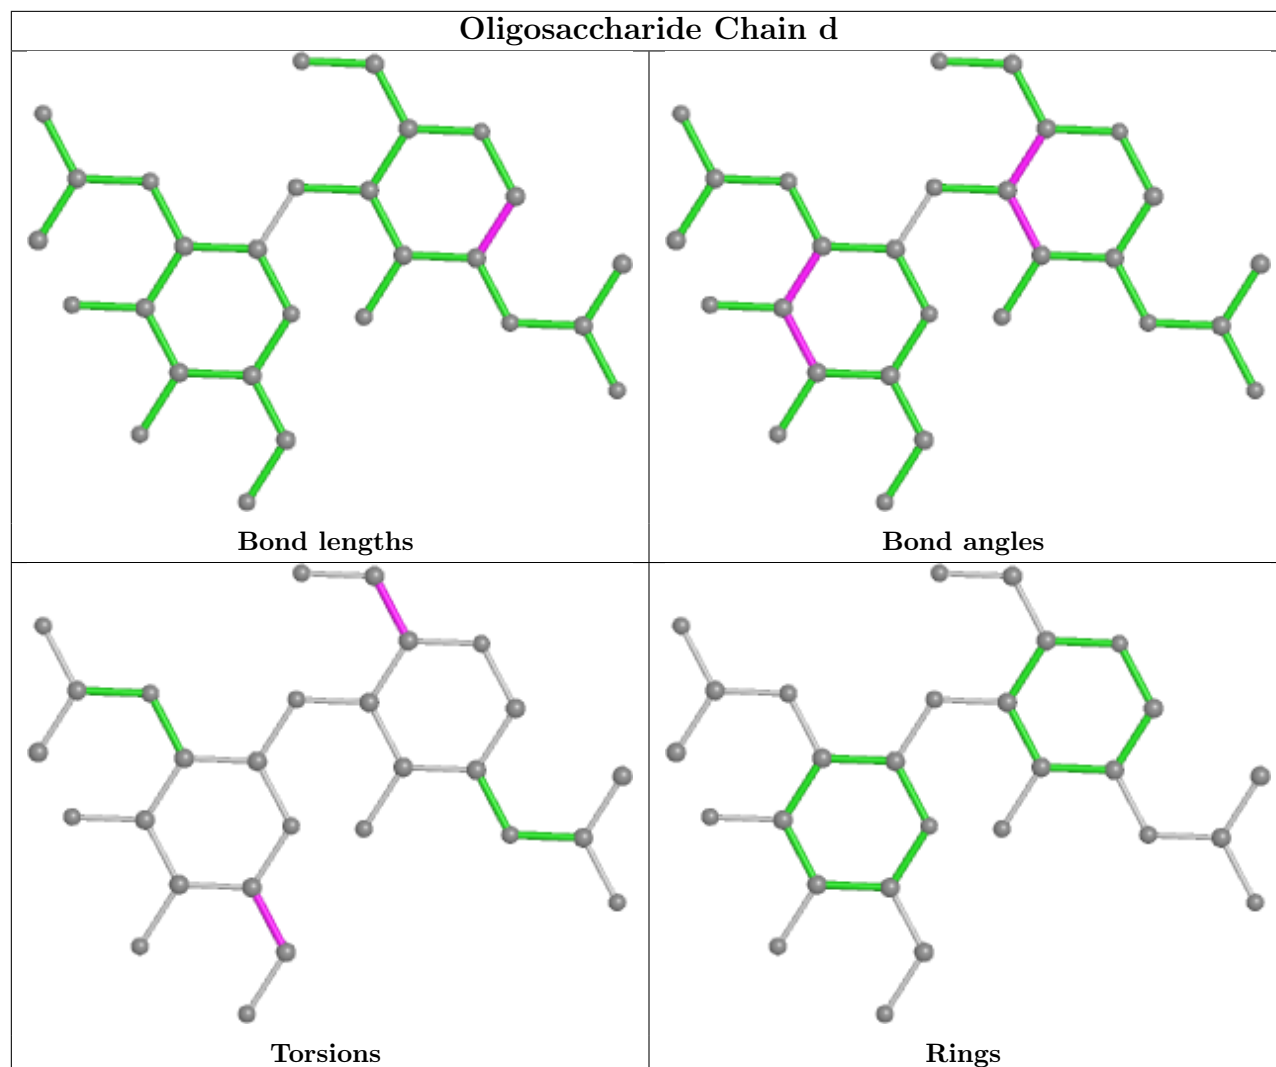 Oligosaccharide Chain d
Bond lengths
Bond angles
Torsions
Rings